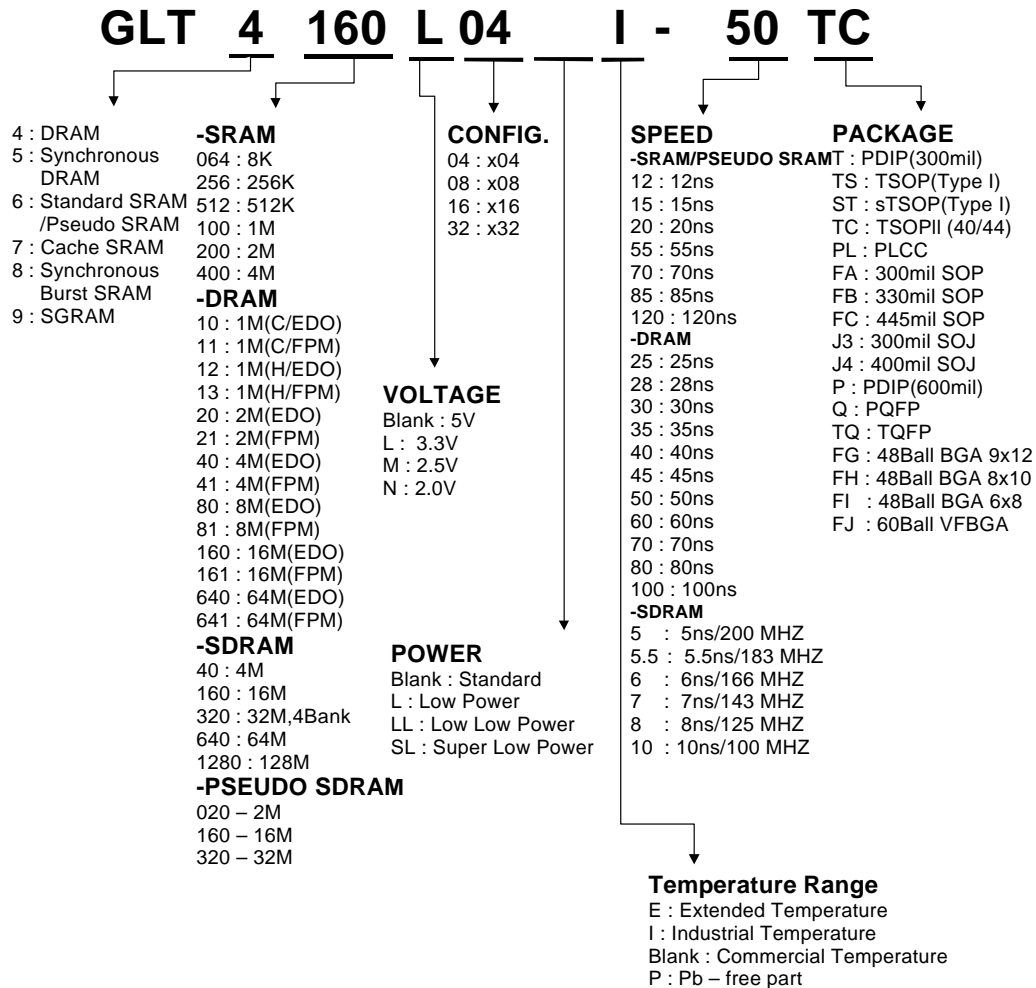 GLT 4 160 L 04 I - 50 TC
4 : DRAM
5 : Synchronous
DRAM
6 : Standard SRAM
/Pseudo SRAM
7 : Cache SRAM
8 : Synchronous
Burst SRAM
9 : SGRAM
-SRAM
064 : 8K
256 : 256K
512 : 512K
100 : 1M
200 : 2M
400 : 4M
-DRAM
10 : 1M(C/EDO)
11 : 1M(C/FPM)
12 : 1M(H/EDO)
13 : 1M(H/FPM)
20 : 2M(EDO)
21 : 2M(FPM)
40 : 4M(EDO)
41 : 4M(FPM)
80 : 8M(EDO)
81 : 8M(FPM)
160 : 16M(EDO)
161 : 16M(FPM)
640 : 64M(EDO)
641 : 64M(FPM)
-SDRAM
40 : 4M
160 : 16M
320 : 32M,4Bank
640 : 64M
1280 : 128M
-PSEUDO SDRAM
020 – 2M
160 – 16M
320 – 32M
VOLTAGE
Blank : 5V
L : 3.3V
M : 2.5V
N : 2.0V
CONFIG.
04 : x04
08 : x08
16 : x16
32 : x32
POWER
Blank : Standard
L : Low Power
LL : Low Low Power
SL : Super Low Power
SPEED
-SRAM/PSEUDO SRAM
12 : 12ns
15 : 15ns
20 : 20ns
55 : 55ns
70 : 70ns
85 : 85ns
120 : 120ns
-DRAM
25 : 25ns
28 : 28ns
30 : 30ns
35 : 35ns
40 : 40ns
45 : 45ns
50 : 50ns
60 : 60ns
70 : 70ns
80 : 80ns
100 : 100ns
-SDRAM
5 : 5ns/200 MHZ
5.5 : 5.5ns/183 MHZ
6 : 6ns/166 MHZ
7 : 7ns/143 MHZ
8 : 8ns/125 MHZ
10 : 10ns/100 MHZ
PACKAGE
T : PDIP(300mil)
TS : TSOP(Type I)
ST : sTSOP(Type I)
TC : TSOPll (40/44)
PL : PLCC
FA : 300mil SOP
FB : 330mil SOP
FC : 445mil SOP
J3 : 300mil SOJ
J4 : 400mil SOJ
P : PDIP(600mil)
Q : PQFP
TQ : TQFP
FG : 48Ball BGA 9x12
FH : 48Ball BGA 8x10
FI : 48Ball BGA 6x8
FJ : 60Ball VFBGA
Temperature Range
E : Extended Temperature
I : Industrial Temperature
Blank : Commercial Temperature
P : Pb – free part